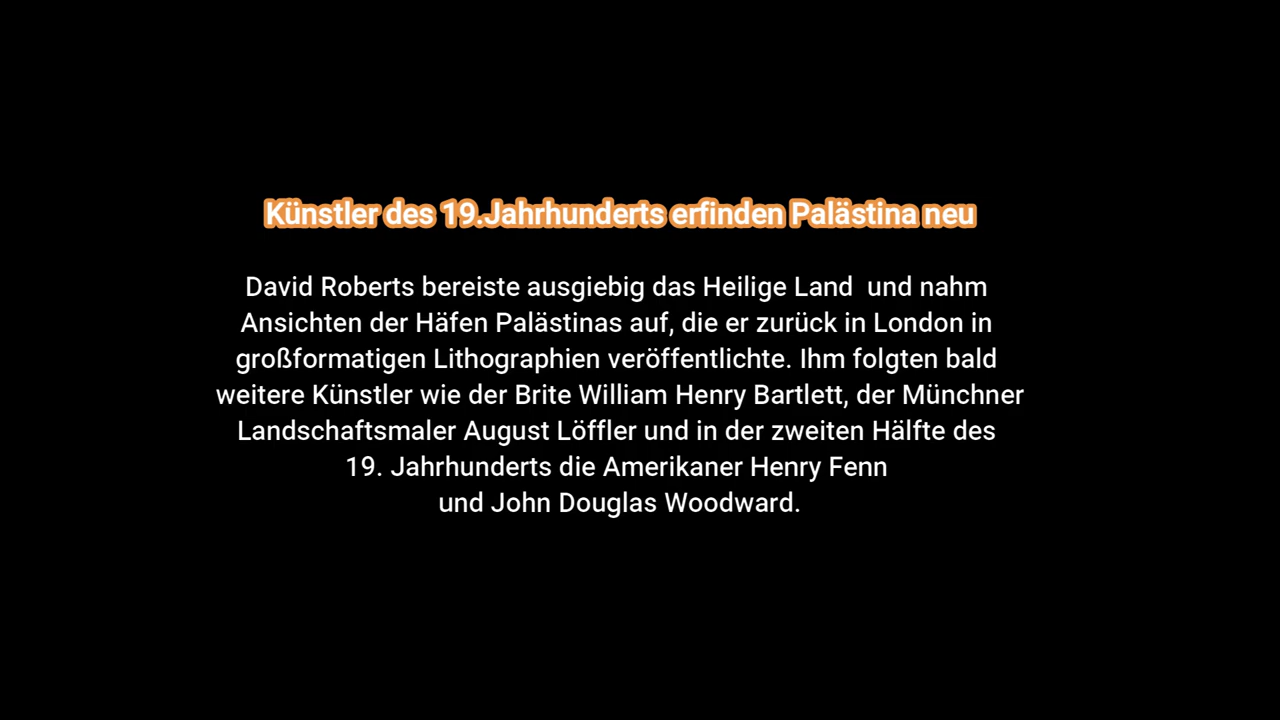 Künstler des 19.Jahrhunderts erfinden Palästina neu
David Roberts bereiste ausgiebig das Heilige Land  und nahm
Ansichten der Häfen Palästinas auf, die er zurück in London in
großformatigen Lithographien veröffentlichte. Ihm folgten bald
weitere Künstler wie der Brite William Henry Bartlett, der Münchner
Landschaftsmaler August Löffler und in der zweiten Hälfte des
19. Jahrhunderts die Amerikaner Henry Fenn
und John Douglas Woodward.